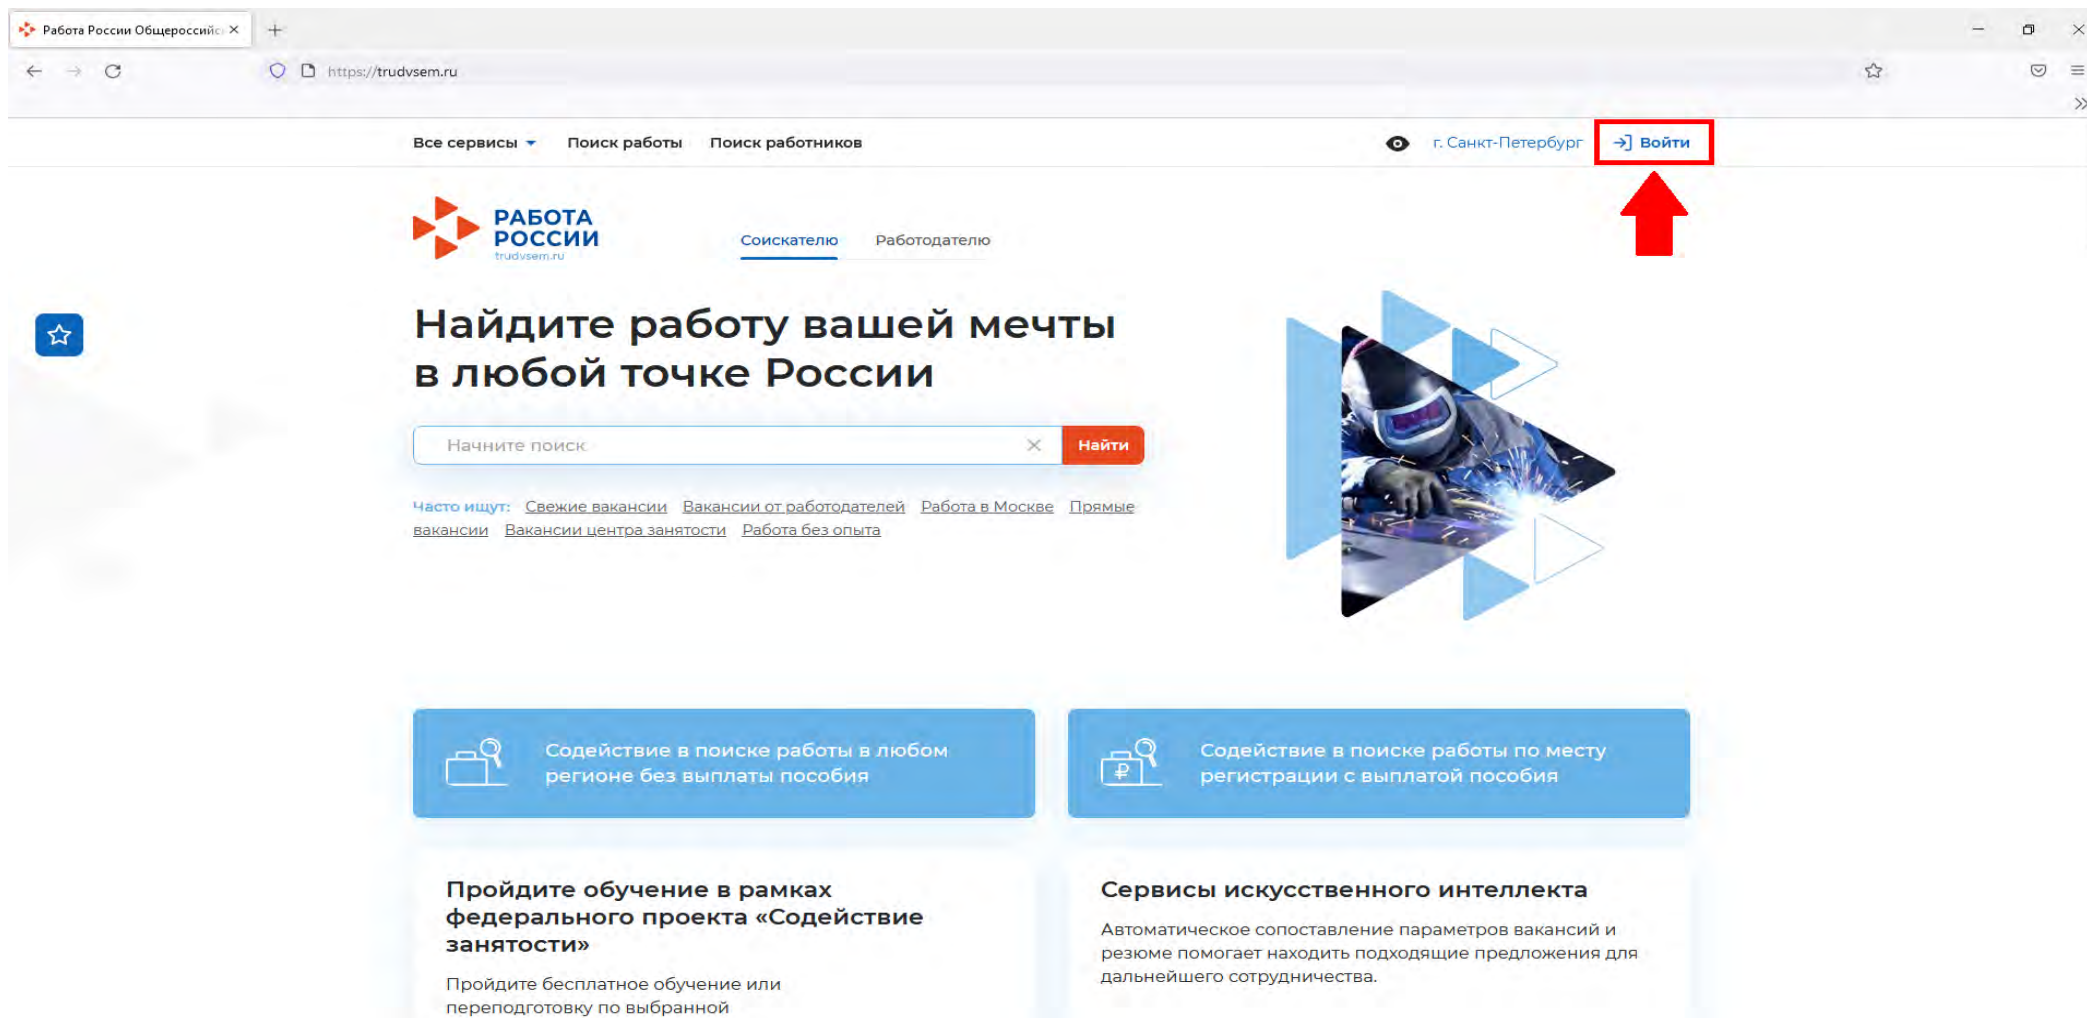 Работа России Общероссийс
https://trudvsem.ru
Все сервисы Поиск работы Поиск работников г. Санкт-Петербург Войти
РАБОТА
РОССИИ
trudvsem.ru
Соискателю Работодателю
Найдите работу вашей мечты
в любой точке России
Начните поиск Найти
Часто ищут: Свежие вакансии Вакансии от работодателей Работа в Москве Прямые
вакансии Вакансии центра занятости Работа без опыта
Содействие в поиске работы в любом
регионе без выплаты пособия
Содействие в поиске работы по месту
регистрации с выплатой пособия
Пройдите обучение в рамках
федерального проекта «Содействие
занятости»
Пройдите бесплатное обучение или
переподготовку по выбранной
Сервисы искусственного интеллекта
Автоматическое сопоставление параметров вакансий и
резюме помогает находить подходящие предложения для
дальнейшего сотрудничества.